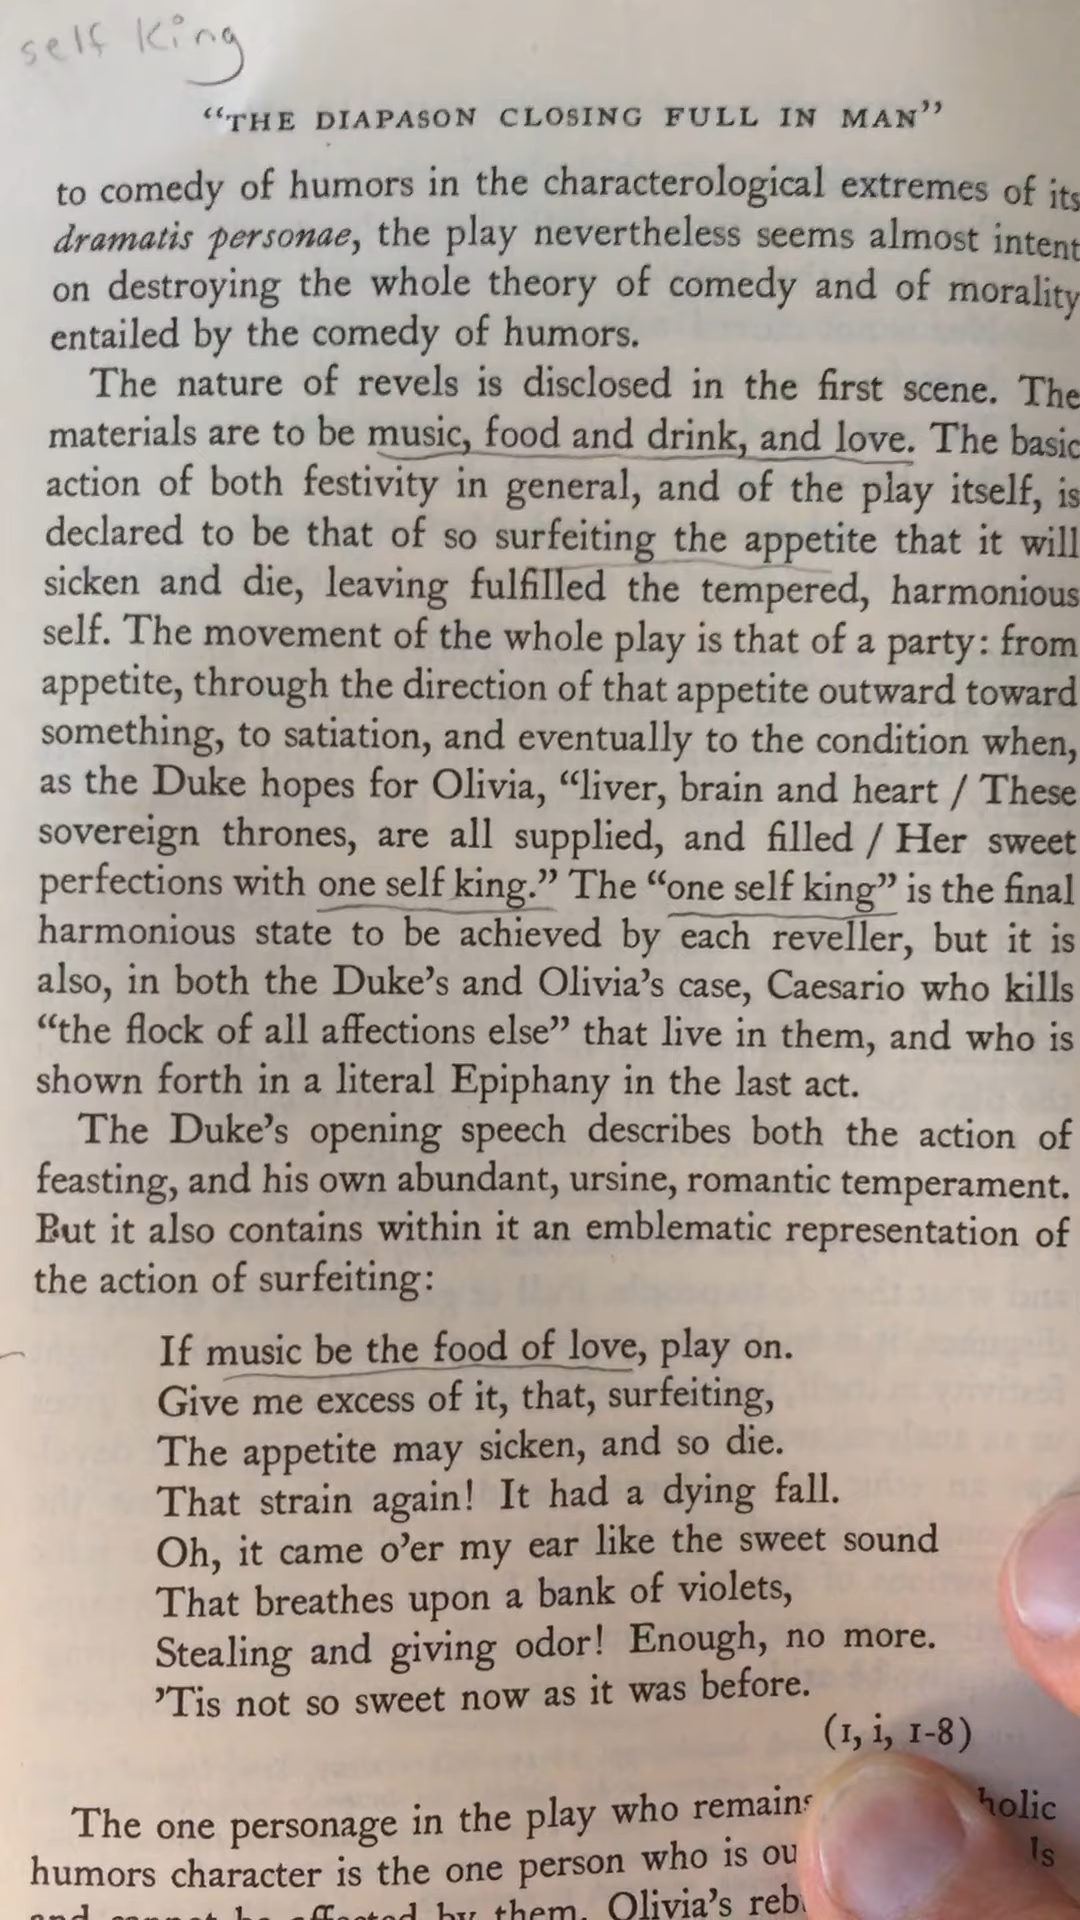 self King
“THE DIAPASON CLOSING FULL IN MAN”
to comedy of humors in the characterological extremes of its
dramatis personae, the play nevertheless seems almost intent
on destroying the whole theory of comedy and of morality
entailed by the comedy of humors.
The nature of revels is disclosed in the first scene. The
materials are to be music, food and drink, and love. The basic
action of both festivity in general, and of the play itself, is
declared to be that of so surfeiting the appetite that it will
sicken and die, leaving fulfilled the tempered, harmonious
self. The movement of the whole play is that of a party: from
appetite, through the direction of that appetite outward toward
something, to satiation, and eventually to the condition when,
as the Duke hopes for Olivia, “liver, brain and heart / These
sovereign thrones, are all supplied, and filled / Her sweet
perfections with one self king.” The “one self king” is the final
harmonious state to be achieved by each reveller, but it is
also, in both the Duke’s and Olivia’s case, Caesario who kills
“the flock of all affections else” that live in them, and who is
shown forth in a literal Epiphany in the last act.
The Duke’s opening speech describes both the action of
feasting, and his own abundant, ursine, romantic temperament.
But it also contains within it an emblematic representation of
the action of surfeiting:
If music be the food of love, play on.
Give me excess of it, that, surfeiting,
The appetite may sicken, and so die.
That strain again! It had a dying fall.
Oh, it came o’er my ear like the sweet sound
That breathes upon a bank of violets,
Stealing and giving odor! Enough, no more.
’Tis not so sweet now as it was before.
(1, i, 1-8)
The one personage in the play who remains
humors character is the one person who is
and cannot be affected by them. Olivia’s